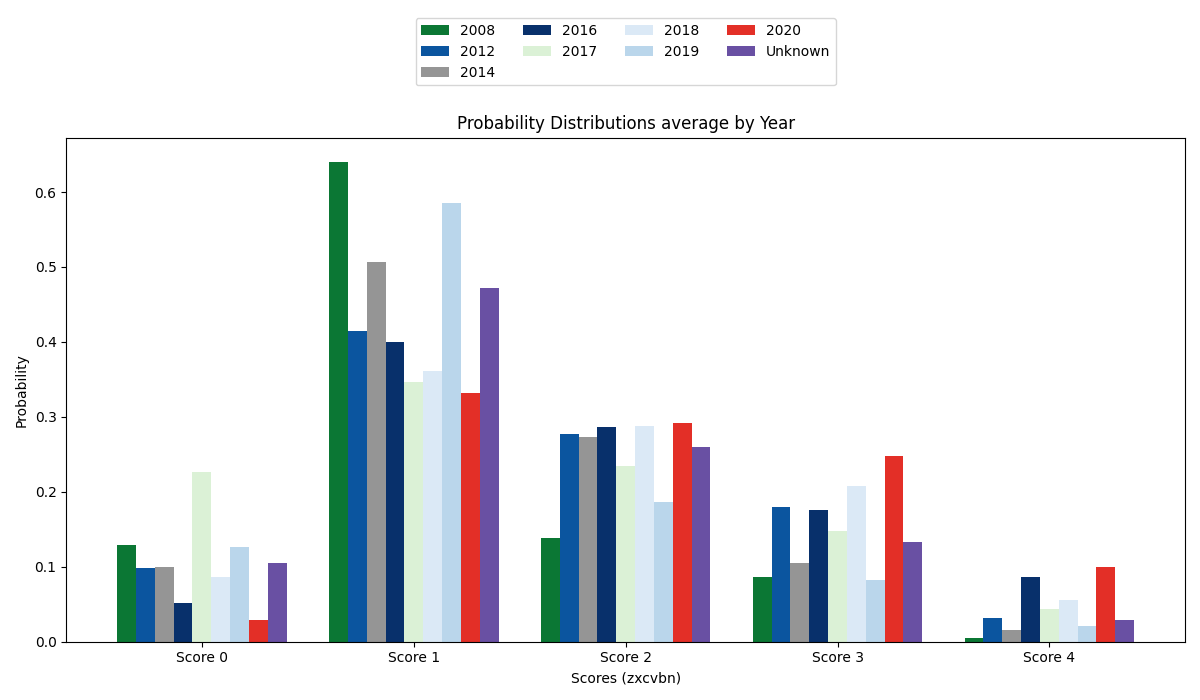 2008 2016 2018 2020
2012 2017 2019 Unknown
2014
Probability Distributions average by Year
Probability
0.6
0.5
0.4
0.3
0.2
0.1
0.0
Score 0 Score 1 Score 2 Score 3 Score 4
Scores (zxcvbn)